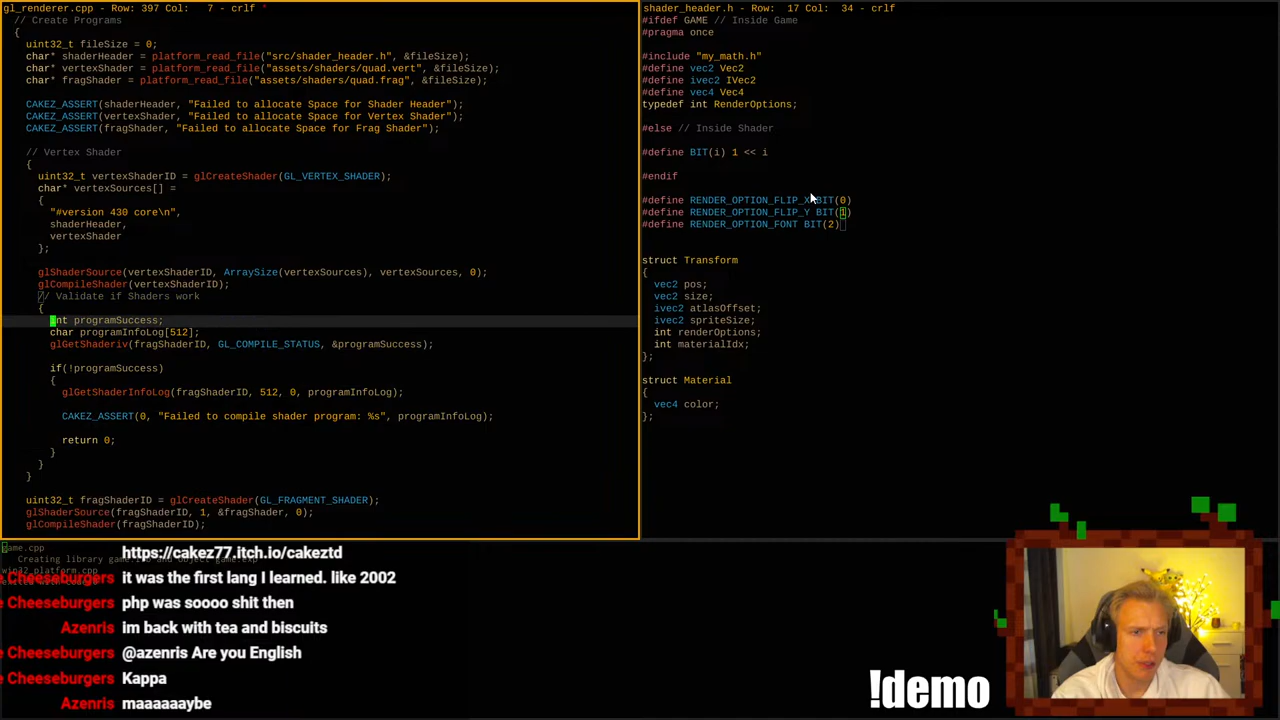 gl_renderer.cpp - Row: 397 Col:   7 - crlf *
// Create Programs
{
uint32_t fileSize = 0;
char* shaderHeader = platform_read_file("src/shader_header.h", &fileSize);
char* vertexShader = platform_read_file("assets/shaders/quad.vert", &fileSize);
char* fragShader = platform_read_file("assets/shaders/quad.frag", &fileSize);
CAKEZ_ASSERT(shaderHeader, "Failed to allocate Space for Shader Header");
CAKEZ_ASSERT(vertexShader, "Failed to allocate Space for Vertex Shader");
CAKEZ_ASSERT(fragShader, "Failed to allocate Space for Frag Shader");
// Vertex Shader
{
uint32_t vertexShaderID = glCreateShader(GL_VERTEX_SHADER);
char* vertexSources[] =
{
"#version 430 core\n",
shaderHeader,
vertexShader
};
glShaderSource(vertexShaderID, ArraySize(vertexSources), vertexSources, 0);
glCompileShader(vertexShaderID);
// Validate if Shaders work
{
int programSuccess;
char programInfoLog[512];
glGetShaderiv(fragShaderID, GL_COMPILE_STATUS, &programSuccess);
if(!programSuccess)
{
glGetShaderInfoLog(fragShaderID, 512, 0, programInfoLog);
CAKEZ_ASSERT(0, "Failed to compile shader program: %s", programInfoLog);
return 0;
}
}
}
uint32_t fragShaderID = glCreateShader(GL_FRAGMENT_SHADER);
glShaderSource(fragShaderID, 1, &fragShader, 0);
glCompileShader(fragShaderID);
shader_header.h - Row: 17 Col:  34 - crlf
#ifdef GAME // Inside Game
#pragma once
#include "my_math.h"
#define vec2 Vec2
#define ivec2 IVec2
#define vec4 Vec4
typedef int RenderOptions;
#else // Inside Shader
#define BIT(i) 1 << i
#endif
#define RENDER_OPTION_FLIP_X BIT(0)
#define RENDER_OPTION_FLIP_Y BIT(1)
#define RENDER_OPTION_FONT BIT(2)
struct Transform
{
vec2 pos;
vec2 size;
ivec2 atlasOffset;
ivec2 spriteSize;
int renderOptions;
int materialIdx;
};
struct Material
{
vec4 color;
};
game.cpp
Creating library game. and object game.exp
win32_platform.cpp
https://cakez77.itch.io/cakeztd
Cheeseburgers it was the first lang I learned. like 2002
Cheeseburgers php was soooo shit then
Azenris im back with tea and biscuits
Cheeseburgers @azenris Are you English
Cheeseburgers Kappa
Azenris maaaaaaybe
!demo